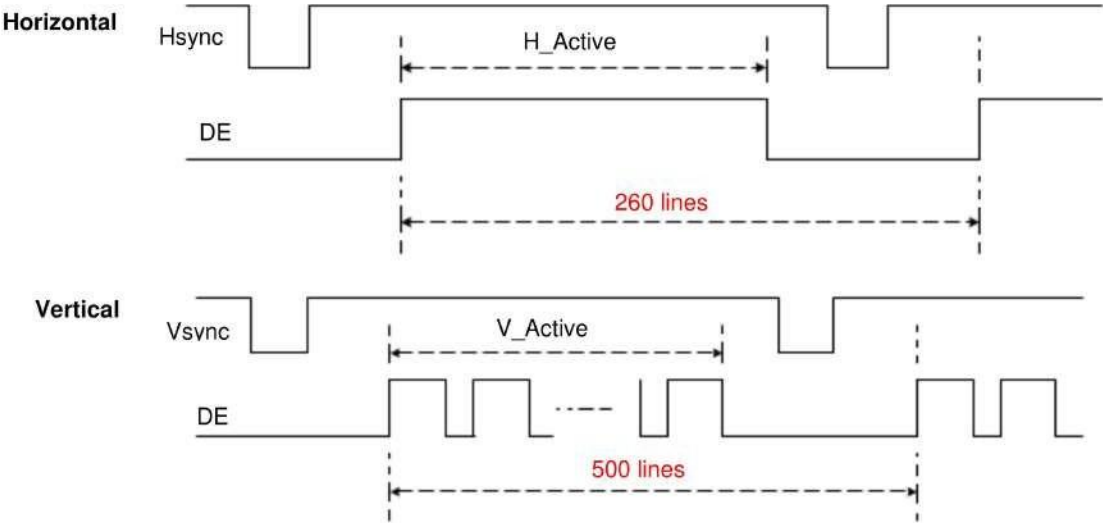 Horizontal
Hsync
H_Active
DE
260 lines
Vertical
Vsync
V_Active
DE
500 lines